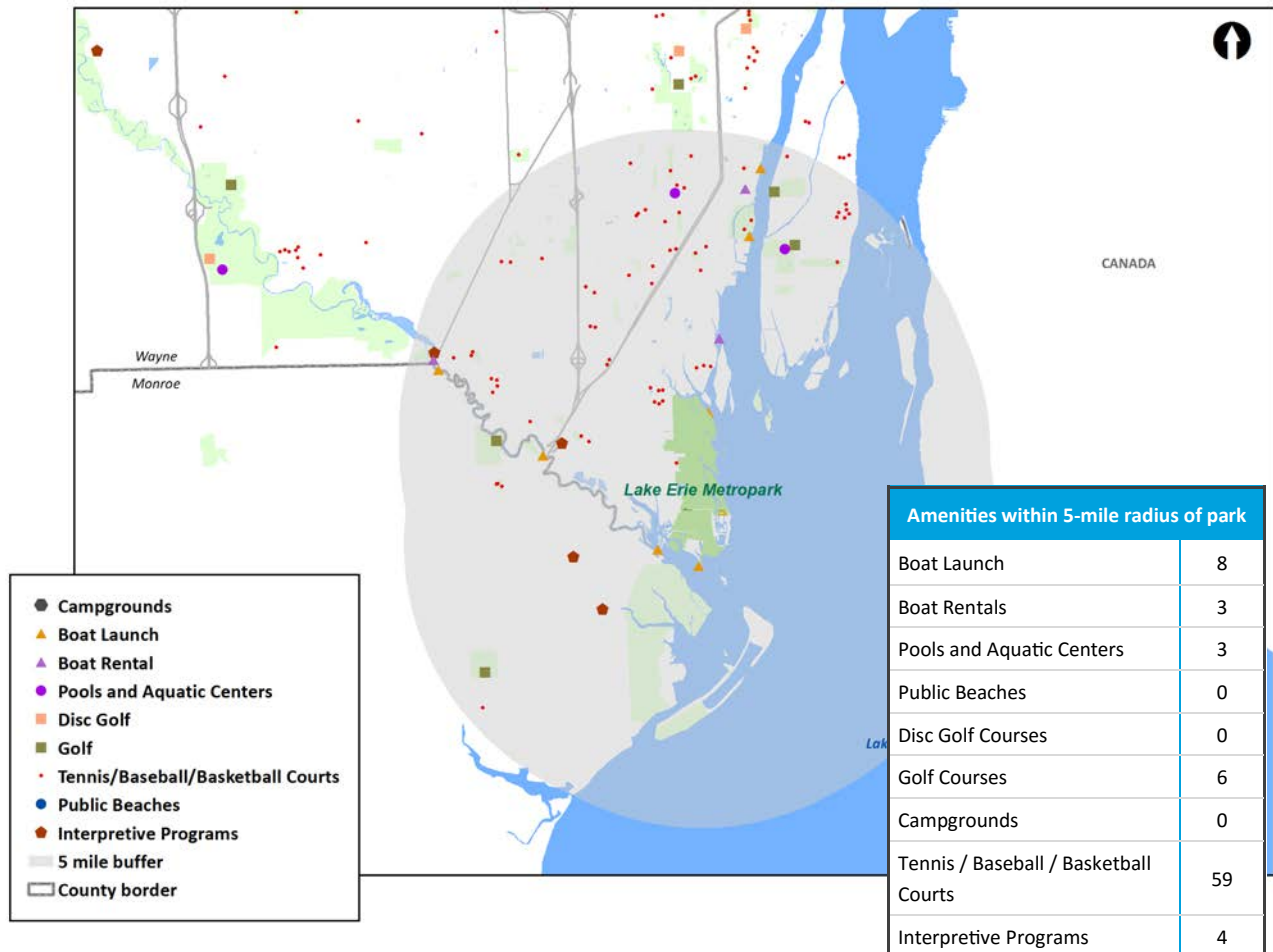 CANADA
Wayne
Monroe
Lake Erie Metropark
Lak
Campgrounds
Boat Launch
Boat Rental
Pools and Aquatic Centers
Disc Golf
Golf
Tennis/Baseball/Basketball Courts
Public Beaches
Interpretive Programs
5 mile buffer
County border
Amenities within 5-mile radius of park
Boat Launch 8
Boat Rentals 3
Pools and Aquatic Centers 3
Public Beaches 0
Disc Golf Courses 0
Golf Courses 6
Campgrounds 0
Tennis / Baseball / Basketball
Courts 59
Interpretive Programs 4